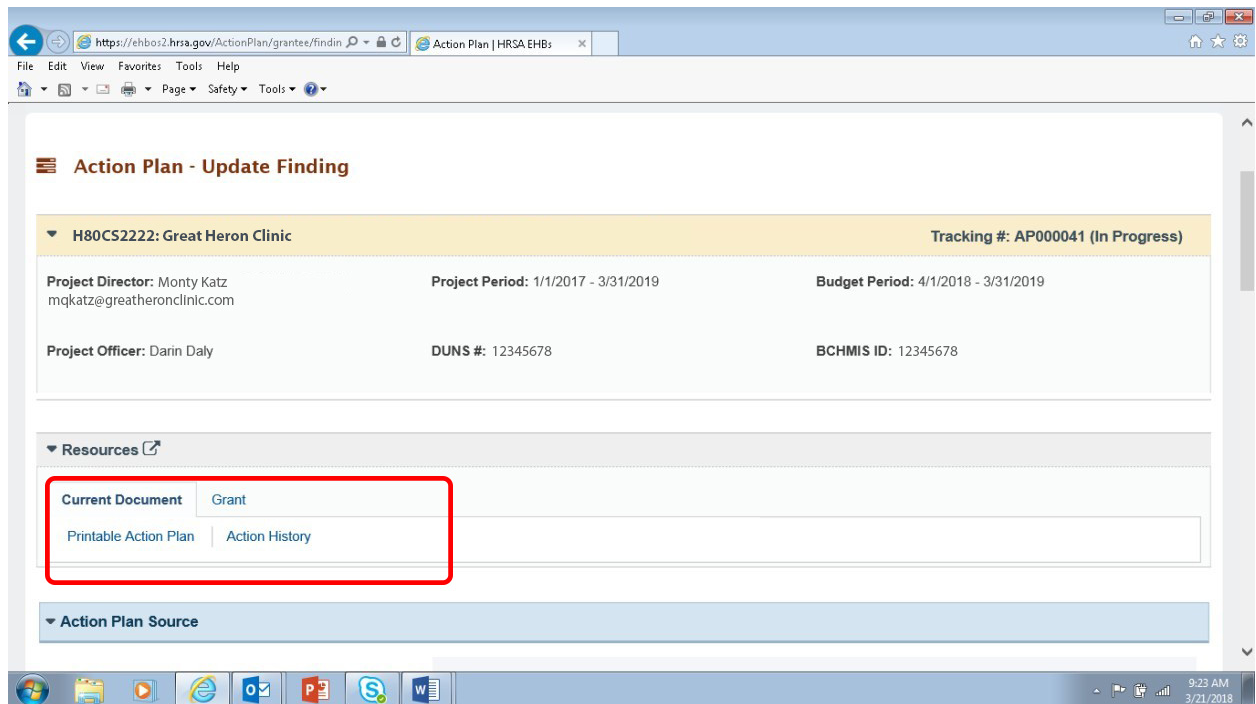 https://ehbos2.hrsa.gov/ActionPlan/grantee/findin
Action Plan | HRSA EHBs
File Edit View Favorites Tools Help
Page Safety Tools
Action Plan - Update Finding
H80CS2222: Great Heron Clinic Tracking #: AP000041 (In Progress)
Project Director: Monty Katz Project Period: 1/1/2017 - 3/31/2019 Budget Period: 4/1/2018 - 3/31/2019
mqkatz@greatheronclinic.com
Project Officer: Darin Daly DUNS #: 12345678 BCHMIS ID: 12345678
Resources
Current Document Grant
Printable Action Plan Action History
Action Plan Source
9:23 AM
3/21/2018